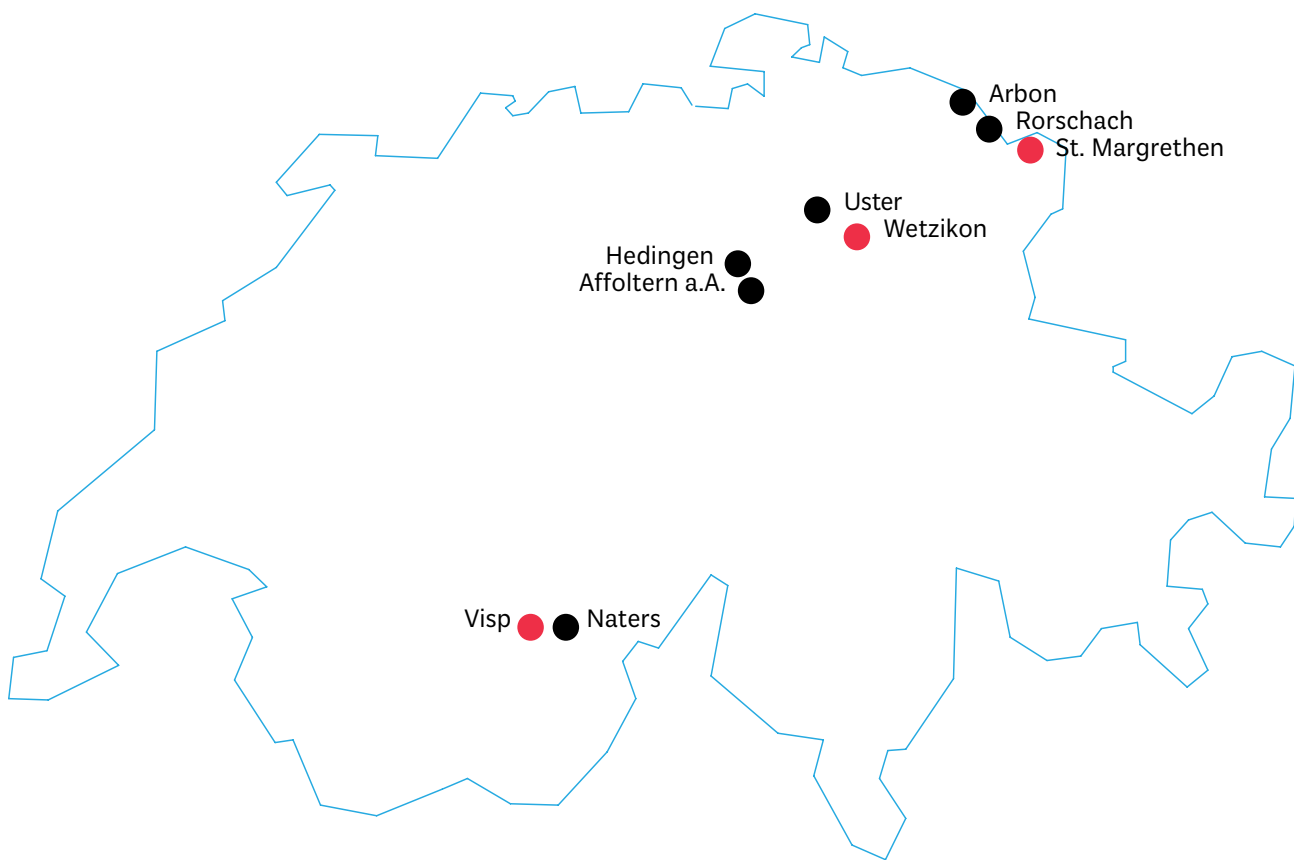 Arbon
Rorschach
St. Margrethen
Uster
Wetzikon
Hedingen
Affoltern a.A.
Visp
Naters